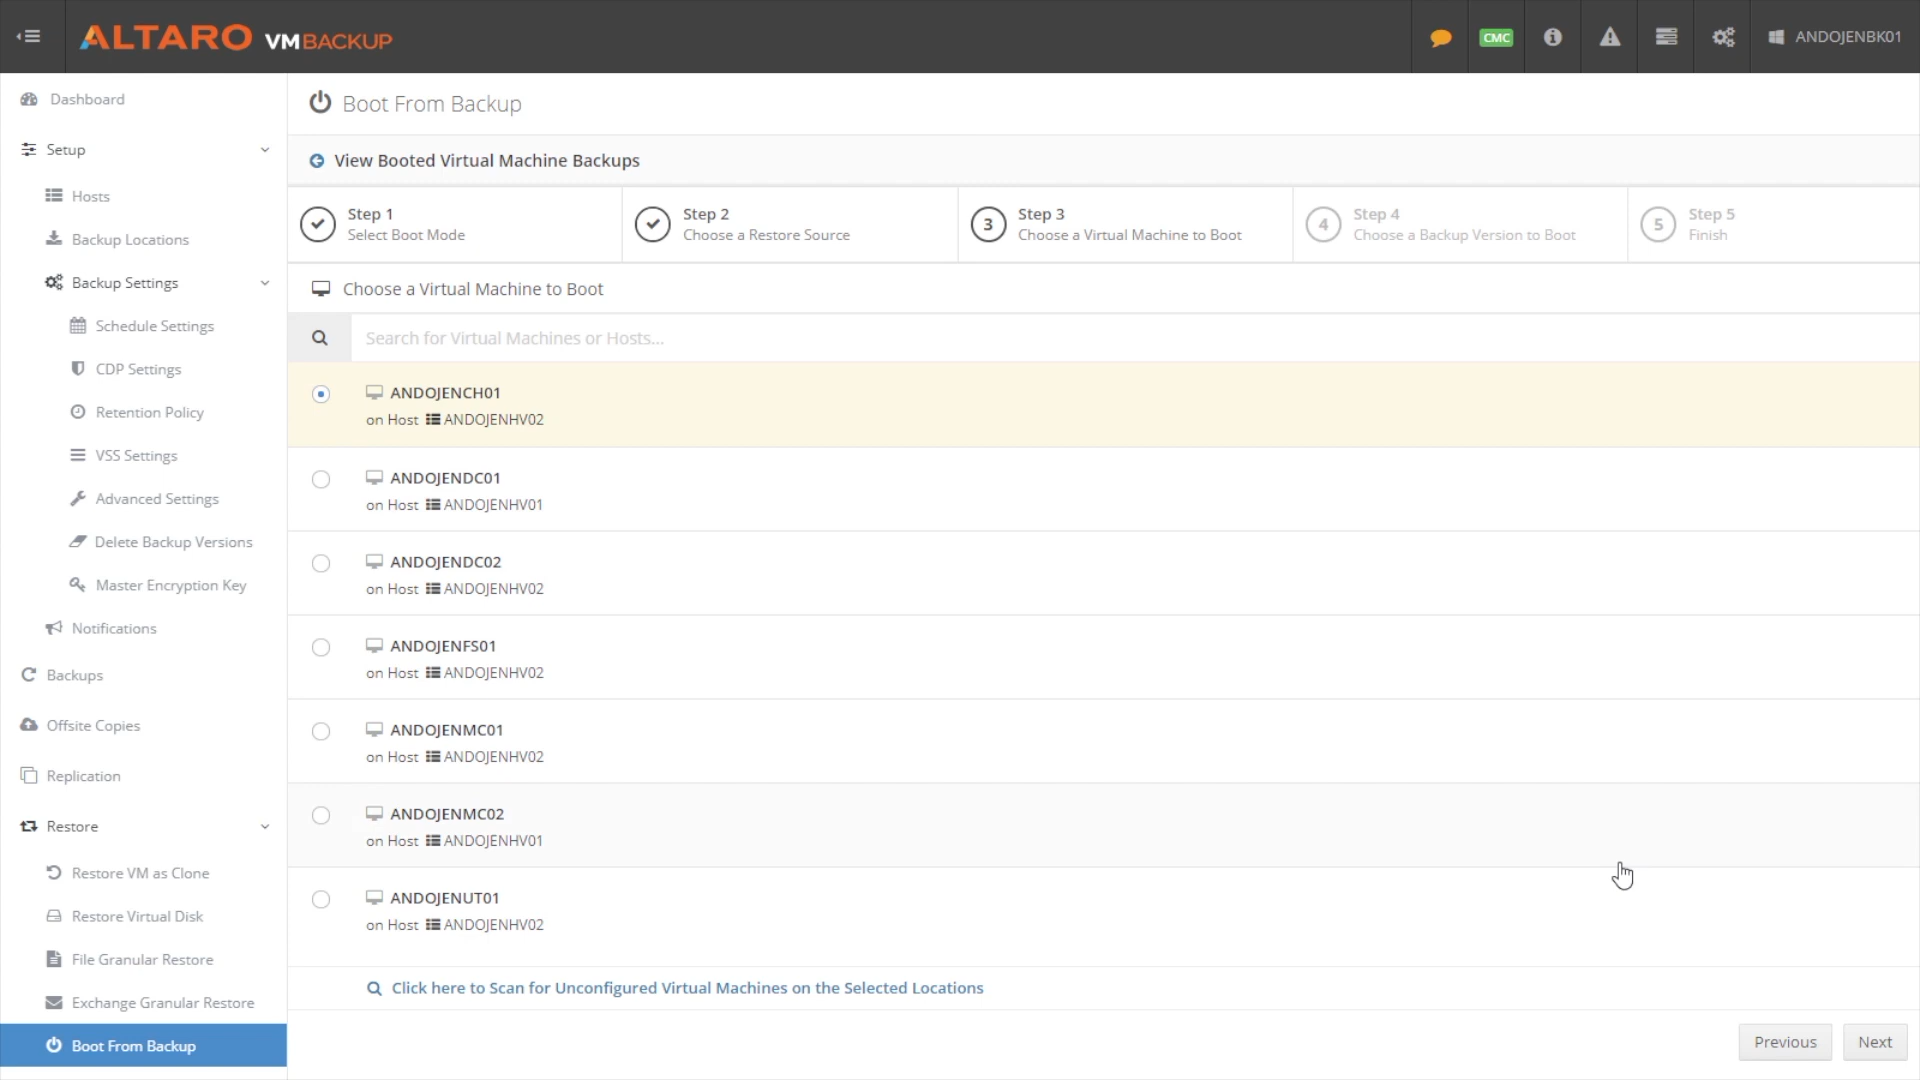 ALTARO VMBACKUP
CMC
ANDOJENBK01
Dashboard
Setup
Hosts
Backup Locations
Backup Settings
Schedule Settings
CDP Settings
Retention Policy
VSS Settings
Advanced Settings
Delete Backup Versions
Master Encryption Key
Notifications
Backups
Offsite Copies
Replication
Restore
Restore VM as Clone
Restore Virtual Disk
File Granular Restore
Exchange Granular Restore
Boot From Backup
Boot From Backup
View Booted Virtual Machine Backups
Step 1
Select Boot Mode
Step 2
Choose a Restore Source
3
Step 3
Choose a Virtual Machine to Boot
4
Step 4
Choose a Backup Version to Boot
5
Step 5
Finish
Choose a Virtual Machine to Boot
Search for Virtual Machines or Hosts...
ANDOJENCH01
on Host ANDOJENHV02
ANDOJENDC01
on Host ANDOJENHV01
ANDOJENDC02
on Host ANDOJENHV02
ANDOJENFS01
on Host ANDOJENHV02
ANDOJENMC01
on Host ANDOJENHV02
ANDOJENMC02
on Host ANDOJENHV01
ANDOJENUT01
on Host ANDOJENHV02
Click here to Scan for Unconfigured Virtual Machines on the Selected Locations
Previous
Next